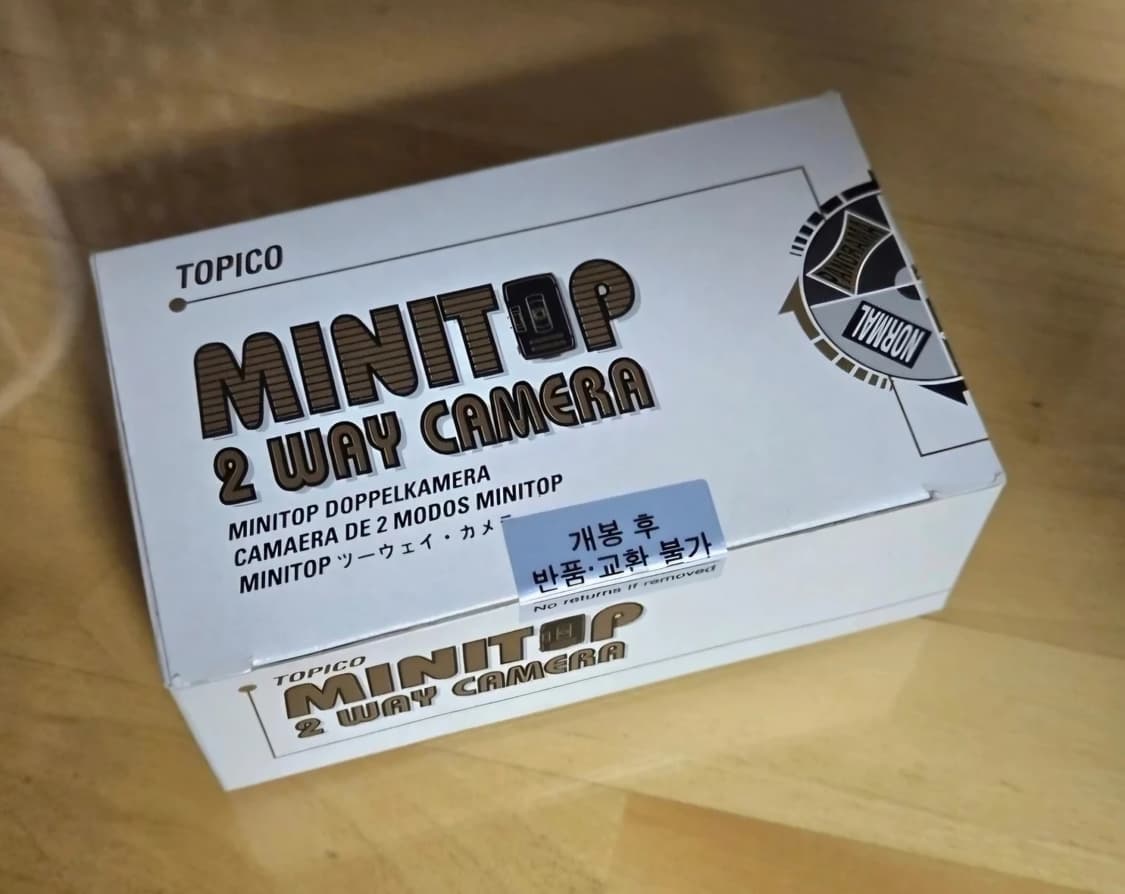 TOPICO
MINITOP
2 WAY CAMERA
MINITOP DOPPELKAMERA
CAMAERA DE 2 MODOS MINITOP
MINITOP ツーウェイ・カメ
PANORAMA
NORMAL
개봉 후
반품·교환 불가
No returns if removed
TOPICO
MINITOP
2 WAY CAMERA